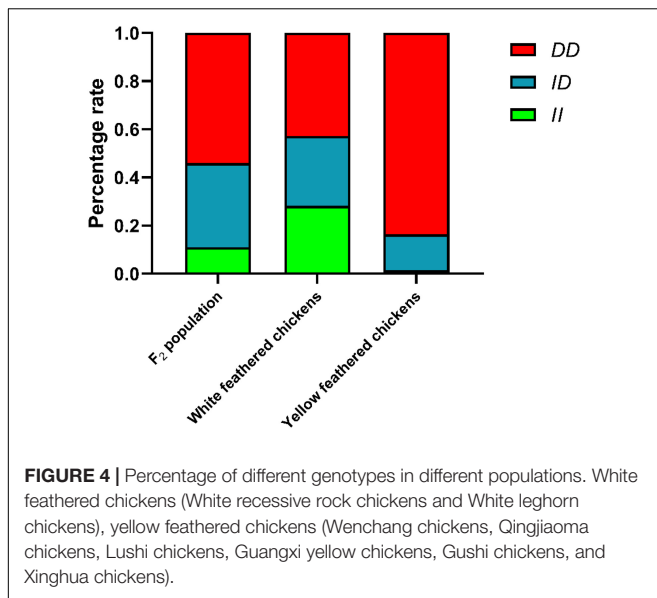 1.0
0.8
0.6
0.4
0.2
0.0
Percentage rate
DD
ID
II
F₂ population
White feathered chickens
Yellow feathered chickens
FIGURE 4 | Percentage of different genotypes in different populations. White
feathered chickens (White recessive rock chickens and White leghorn
chickens), yellow feathered chickens (Wenchang chickens, Qingjiaoma
chickens, Lushi chickens, Guangxi yellow chickens, Gushi chickens, and
Xinghua chickens).